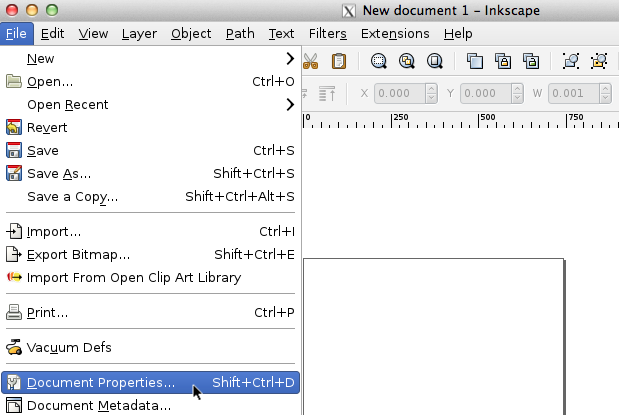 New document 1 - Inkscape
File Edit View Layer Object Path Text Filters Extensions Help
New
Open... Ctrl+O
Open Recent
Revert
Save Ctrl+S
Save As... Shift+Ctrl+S
Save a Copy... Shift+Ctrl+Alt+S
Import... Ctrl+I
Export Bitmap... Shift+Ctrl+E
Import From Open Clip Art Library
Print... Ctrl+P
Vacuum Defs
Document Properties... Shift+Ctrl+D
Document Metadata...
X 0.000 Y 0.000 W 0.001
0 250 500 750